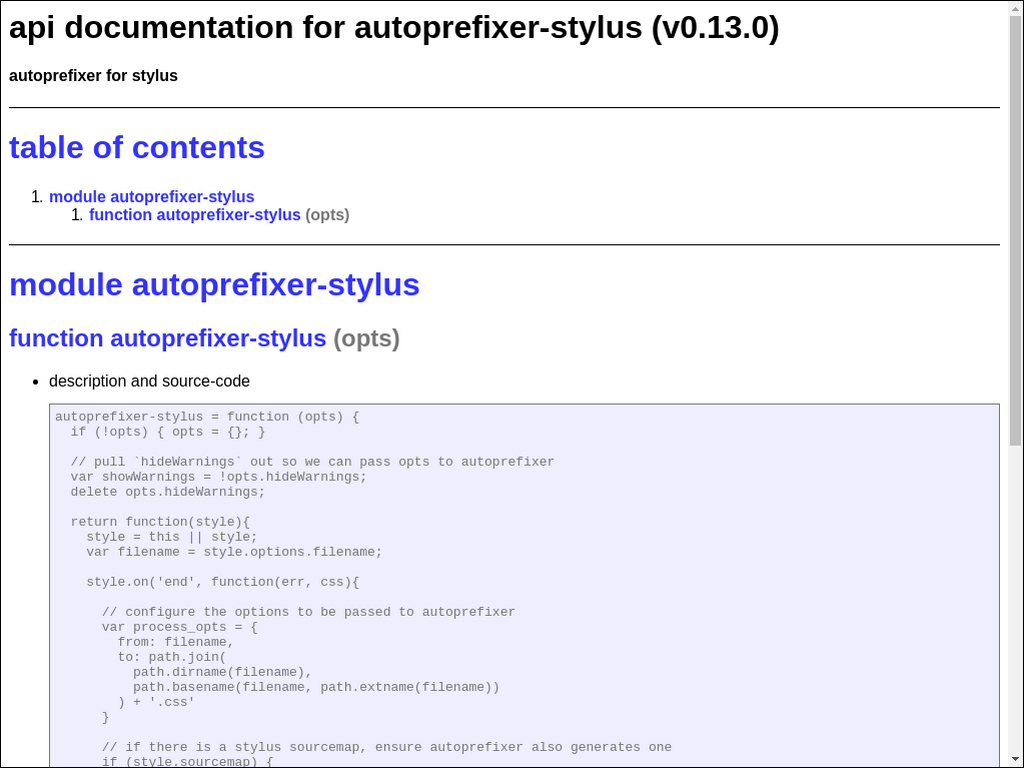 api documentation for autoprefixer-stylus (v0.13.0)
autoprefixer for stylus
table of contents
1. module autoprefixer-stylus
1. function autoprefixer-stylus (opts)
module autoprefixer-stylus
function autoprefixer-stylus (opts)
• description and source-code
autoprefixer-stylus = function (opts) {
  if (!opts) { opts = {}; }
  // pull `hideWarnings` out so we can pass opts to autoprefixer
  var showWarnings = !opts.hideWarnings;
  delete opts.hideWarnings;
  return function(style){
    style = this || style;
    var filename = style.options.filename;
    style.on('end', function(err, css){
      // configure the options to be passed to autoprefixer
      var process_opts = {
        from: filename,
        to: path.join(
          path.dirname(filename),
          path.basename(filename, path.extname(filename))
        ) + '.css'
      }
      // if there is a stylus sourcemap, ensure autoprefixer also generates one
      if (style.sourcemap) {